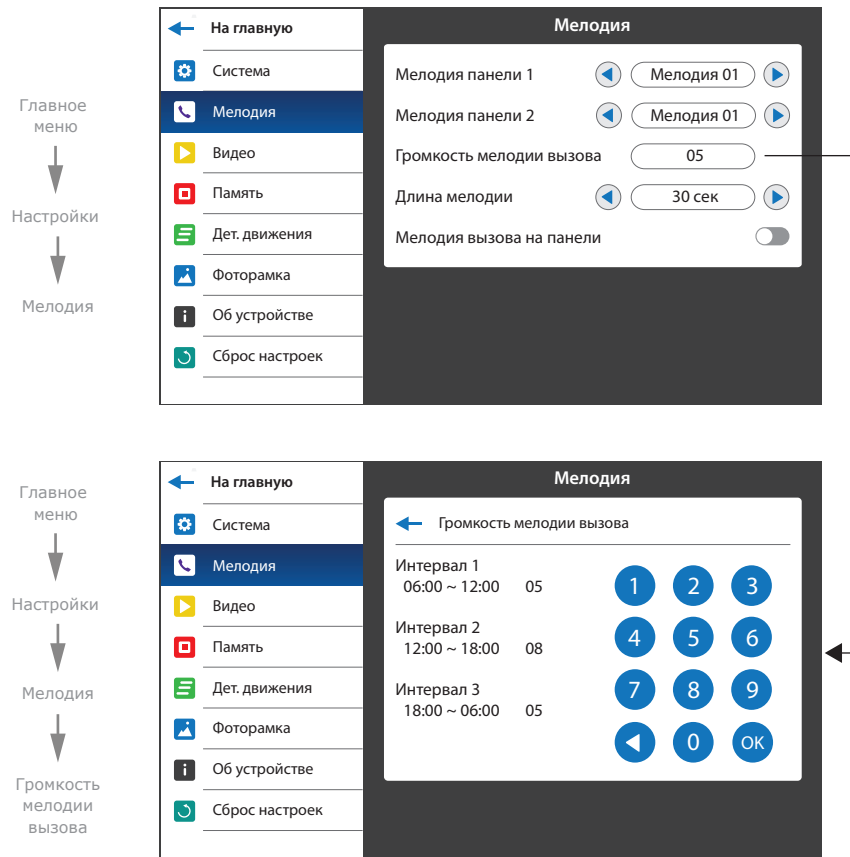 Главное
меню
Настройки
Мелодия
На главную
Система
Мелодия
Видео
Память
Дет. движения
Фоторамка
Об устройстве
Сброс настроек
Мелодия
Мелодия панели 1 Мелодия 01
Мелодия панели 2 Мелодия 01
Громкость мелодии вызова 05
Длина мелодии 30 сек
Мелодия вызова на панели
Главное
меню
Настройки
Мелодия
Громкость
мелодии
вызова
На главную
Система
Мелодия
Видео
Память
Дет. движения
Фоторамка
Об устройстве
Сброс настроек
Мелодия
Громкость мелодии вызова
Интервал 1
06:00 ~ 12:00 05
Интервал 2
12:00 ~ 18:00 08
Интервал 3
18:00 ~ 06:00 05
1 2 3
4 5 6
7 8 9
0 OK